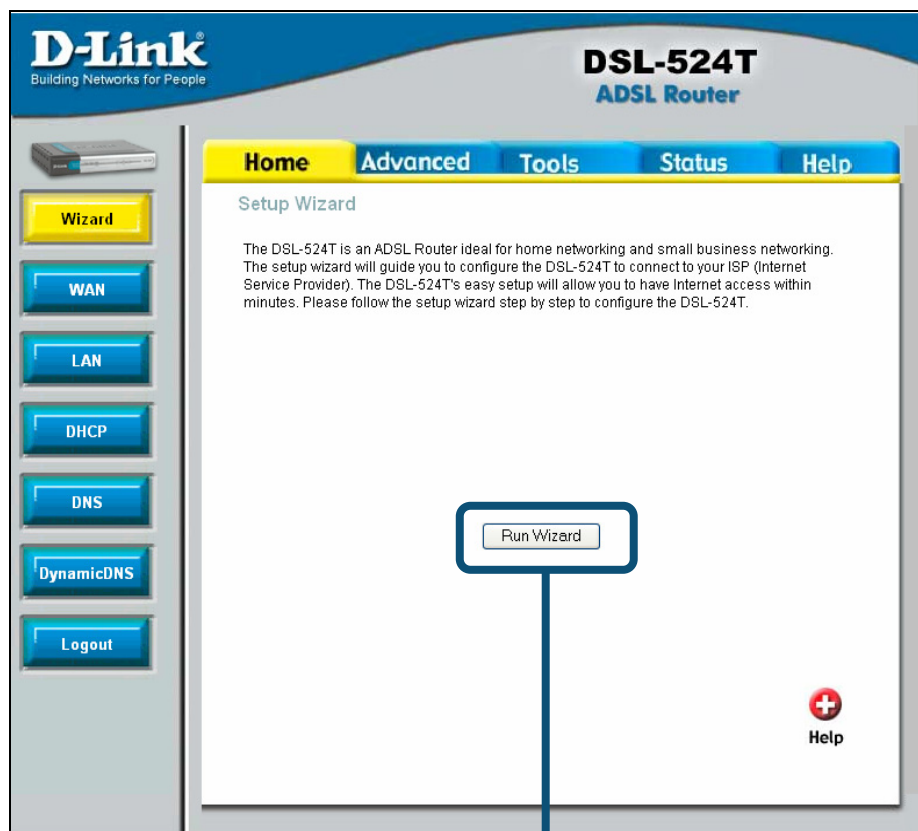 D-Link®
Building Networks for People
DSL-524T
ADSL Router
Home Advanced Tools Status Help
Wizard
WAN
LAN
DHCP
DNS
DynamicDNS
Logout
Setup Wizard
The DSL-524T is an ADSL Router ideal for home networking and small business networking.
The setup wizard will guide you to configure the DSL-524T to connect to your ISP (Internet
Service Provider). The DSL-524T's easy setup will allow you to have Internet access within
minutes. Please follow the setup wizard step by step to configure the DSL-524T.
Run Wizard
Help